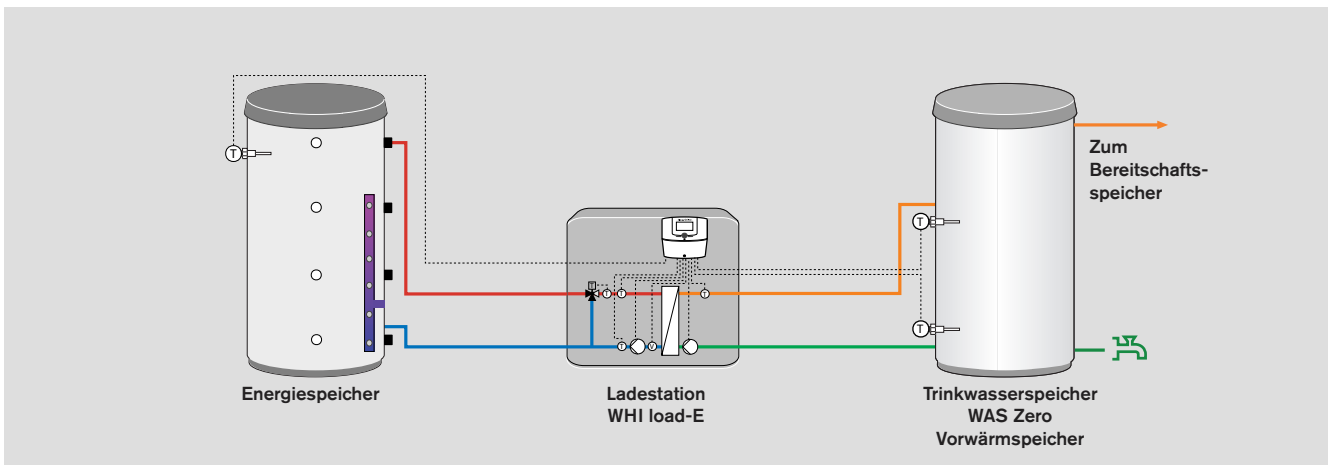 T
Zum
Bereitschafts-
speicher
T
T
T
T
T
T
T
V
Energiespeicher
Ladestation
WHI load-E
Trinkwasserspeicher
WAS Zero
Vorwärmspeicher